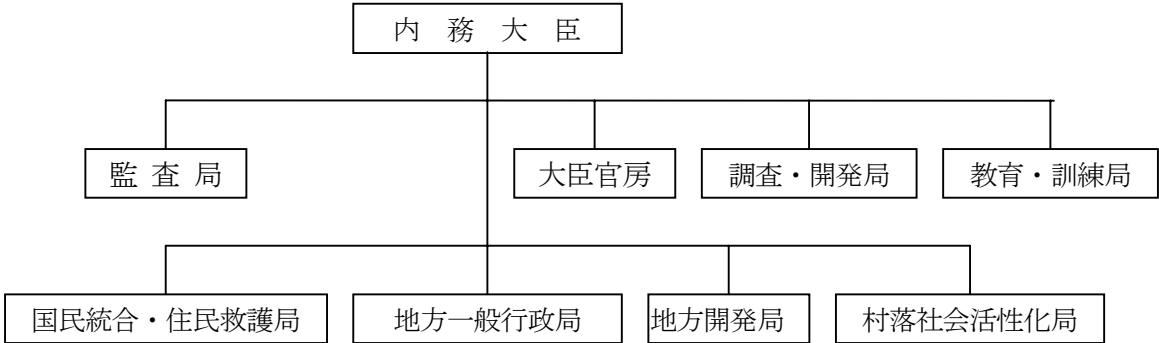 内 務 大 臣
監 査 局
大臣官房
調査・開発局
教育・訓練局
国民統合・住民救護局
地方一般行政局
地方開発局
村落社会活性化局